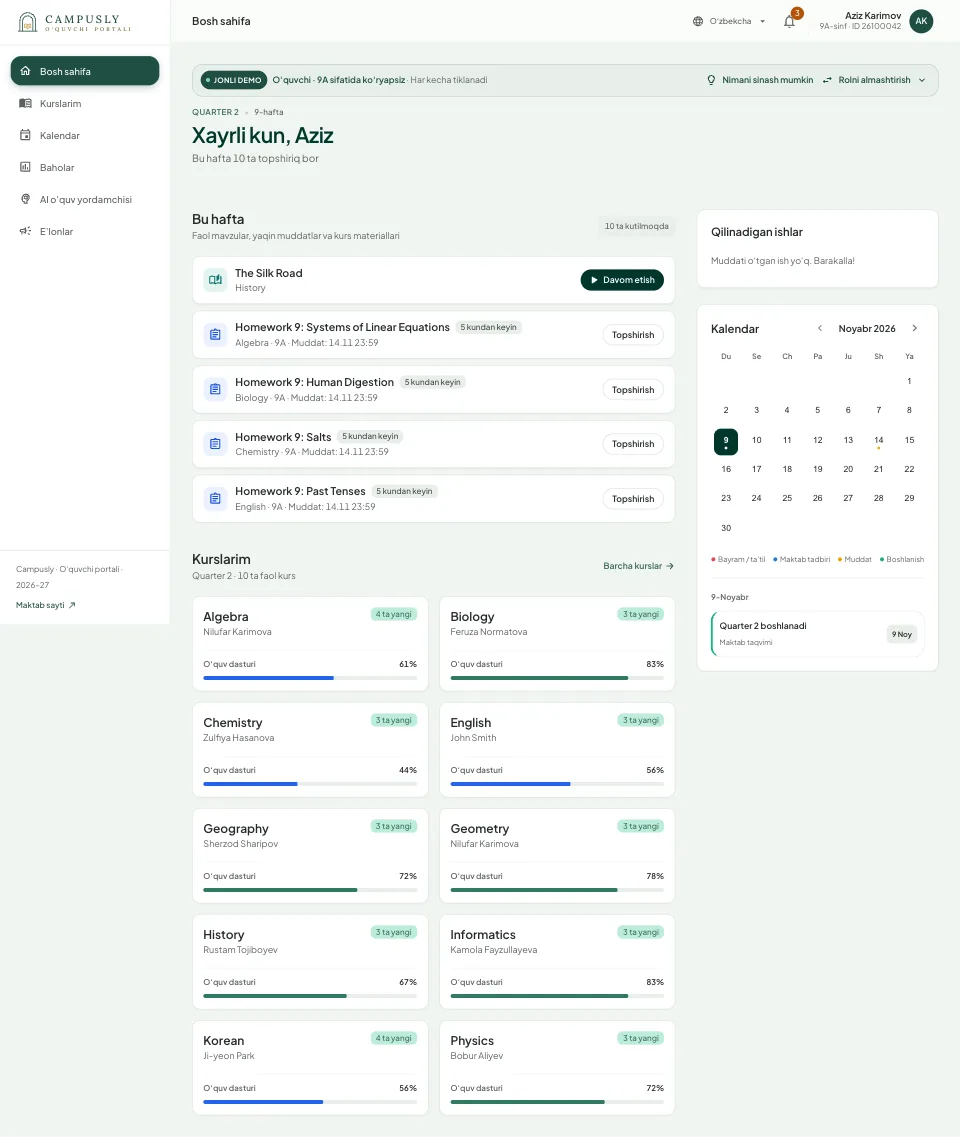 CAMPUSLY
O'QUVCHI PORTALI
Bosh sahifa
O'zbekcha
3
Aziz Karimov
9A-sinf · ID 26100042
AK
Bosh sahifa
Kurslarim
Kalendar
Baholar
AI o'quv yordamchisi
E'lonlar
Campusly · O'quvchi portali ·
2026–27
Maktab sayti ↗
JONLI DEMO
O'quvchi · 9A sifatida ko'ryapsiz · Har kecha tiklanadi
Nimani sinash mumkin
Rolni almashtirish
QUARTER 2 • 9-hafta
Xayrli kun, Aziz
Bu hafta 10 ta topshiriq bor
Bu hafta
Faol mavzular, yaqin muddatlar va kurs materiallari
10 ta kutilmoqda
The Silk Road
History
Davom etish
Homework 9: Systems of Linear Equations 5 kundan keyin
Algebra · 9A · Muddat: 14.11 23:59
Topshirish
Homework 9: Human Digestion 5 kundan keyin
Biology · 9A · Muddat: 14.11 23:59
Topshirish
Homework 9: Salts 5 kundan keyin
Chemistry · 9A · Muddat: 14.11 23:59
Topshirish
Homework 9: Past Tenses 5 kundan keyin
English · 9A · Muddat: 14.11 23:59
Topshirish
Kurslarim
Quarter 2 · 10 ta faol kurs
Barcha kurslar →
Algebra 4 ta yangi
Nilufar Karimova
O'quv dasturi 61%
Biology 3 ta yangi
Feruza Normatova
O'quv dasturi 83%
Chemistry 3 ta yangi
Zulfiya Hasanova
O'quv dasturi 44%
English 3 ta yangi
John Smith
O'quv dasturi 56%
Geography 3 ta yangi
Sherzod Sharipov
O'quv dasturi 72%
Geometry 3 ta yangi
Nilufar Karimova
O'quv dasturi 78%
History 3 ta yangi
Rustam Tojiboyev
O'quv dasturi 67%
Informatics 3 ta yangi
Kamola Fayzullayeva
O'quv dasturi 83%
Korean 4 ta yangi
Ji-yeon Park
O'quv dasturi 56%
Physics 3 ta yangi
Bobur Aliyev
O'quv dasturi 72%
Qilinadigan ishlar
Muddati o'tgan ish yo'q. Barakalla!
Kalendar
Noyabr 2026
Du Se Ch Pa Ju Sh Ya
1
2 3 4 5 6 7 8
9 10 11 12 13 14 15
16 17 18 19 20 21 22
23 24 25 26 27 28 29
30
Bayram / ta'til Maktab tadbiri Muddat Boshlanish
9-Noyabr
Quarter 2 boshlanadi
Maktab taqvimi
9 Noy